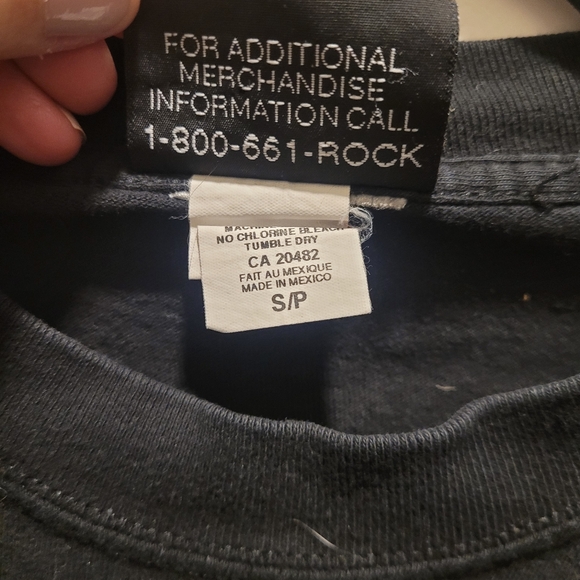 FOR ADDITIONAL
MERCHANDISE
INFORMATION CALL
1-800-661-ROCK
NO CHLORINE BLEACH
TUMBLE DRY
CA 20482
FAIT AU MEXIQUE
MADE IN MEXICO
S/P